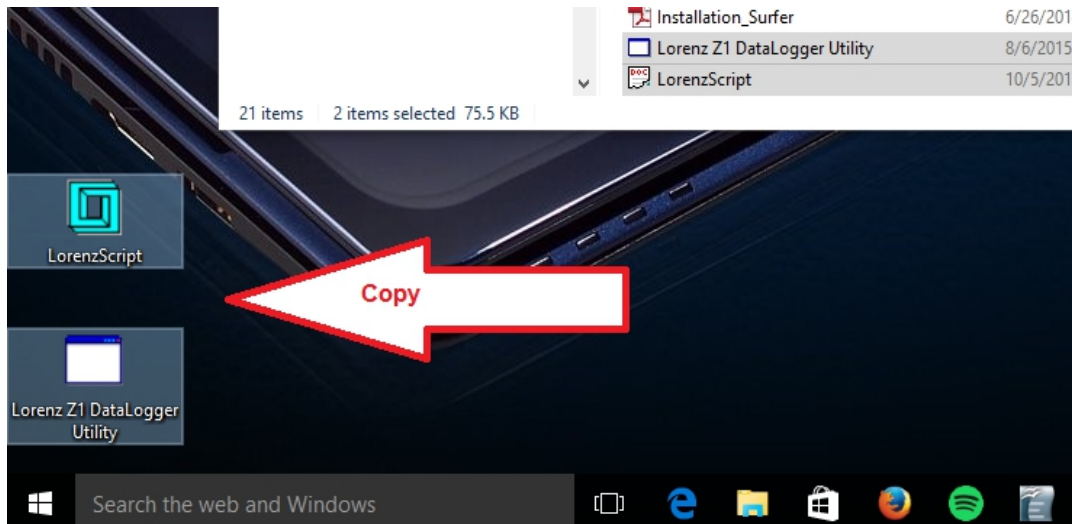 Installation_Surfer 6/26/201
Lorenz Z1 DataLogger Utility 8/6/2015
LorenzScript 10/5/201
21 items 2 items selected 75.5 KB
LorenzScript
Copy
Lorenz Z1 DataLogger
Utility
Search the web and Windows